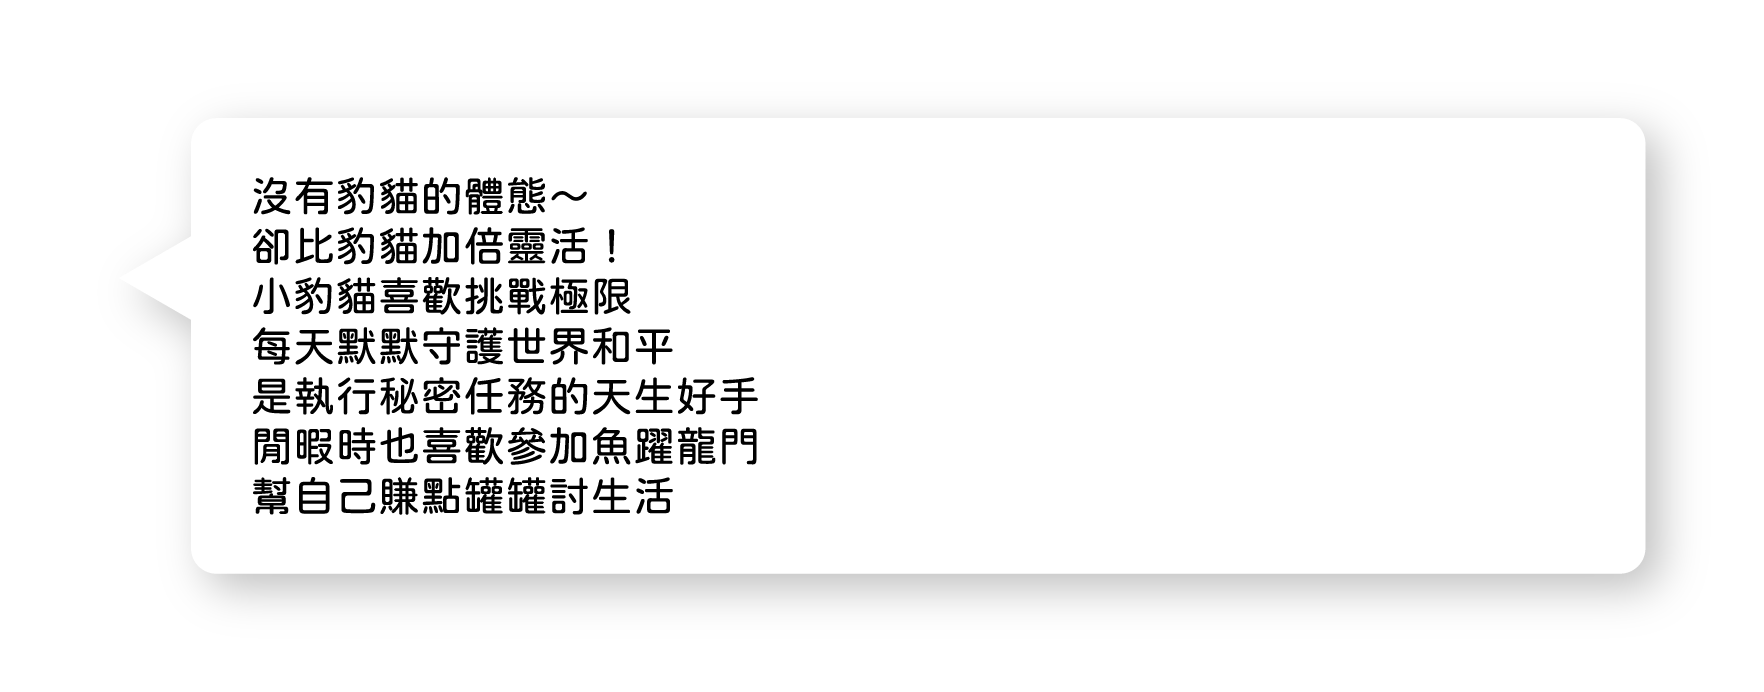 沒有豹貓的體態～
卻比豹貓加倍靈活！
小豹貓喜歡挑戰極限
每天默默守護世界和平
是執行秘密任務的天生好手
閒暇時也喜歡參加魚躍龍門
幫自己賺點罐罐討生活